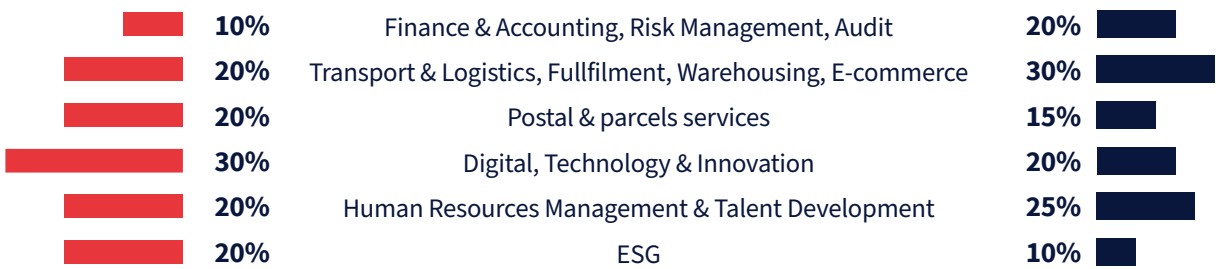 10% Finance & Accounting, Risk Management, Audit 20%
20% Transport & Logistics, Fullfilment, Warehousing, E-commerce 30%
20% Postal & parcels services 15%
30% Digital, Technology & Innovation 20%
20% Human Resources Management & Talent Development 25%
20% ESG 10%